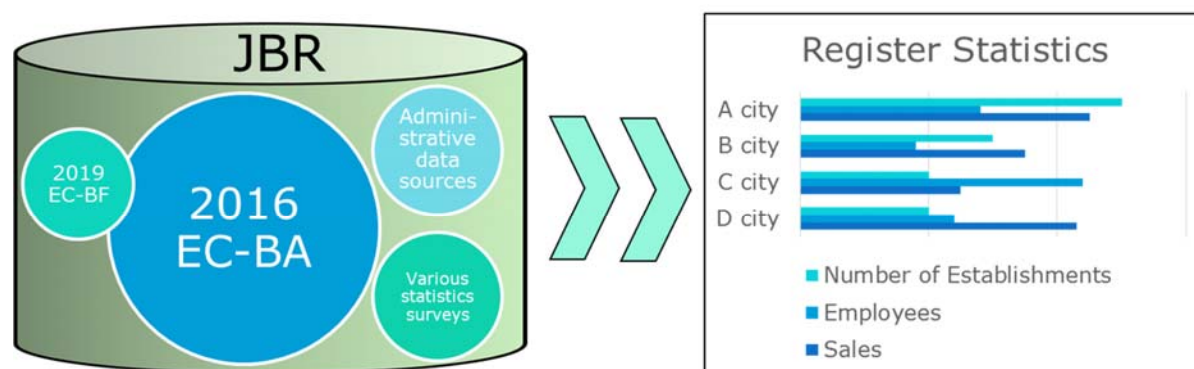 JBR
2019
EC-BF
2016
EC-BA
Admini-
strative
data
sources
Various
statistics
surveys
Register Statistics
A city
B city
C city
D city
Number of Establishments
Employees
Sales